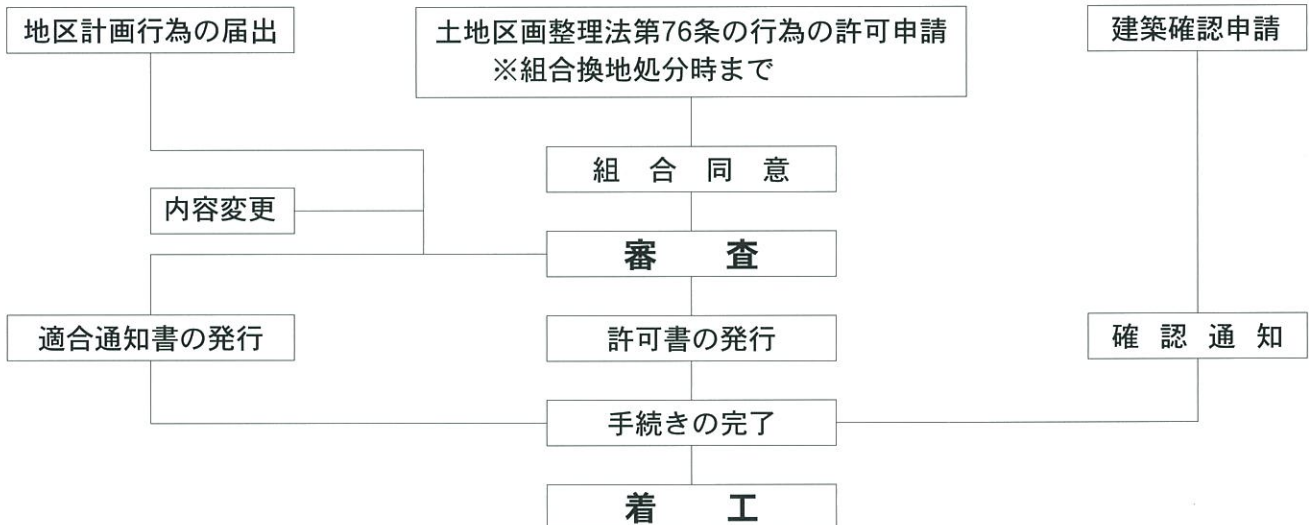 地区計画行為の届出
土地区画整理法第76条の行為の許可申請
※組合換地処分時まで
建築確認申請
組合同意
内容変更
審査
適合通知書の発行
許可書の発行
確認通知
手続きの完了
着工